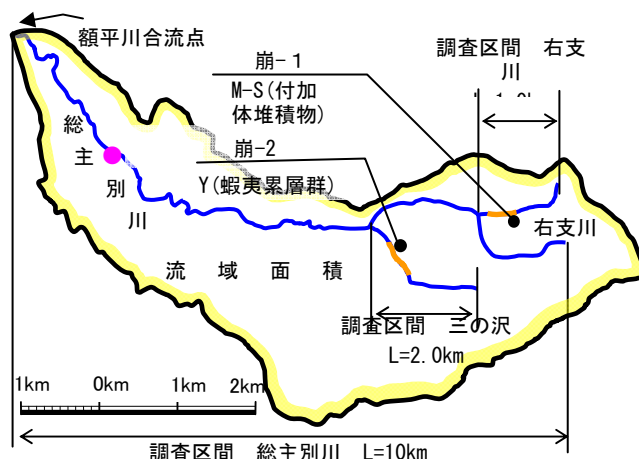 額平川合流点
調査区間 右支
川
崩-1
M-S(付加
体堆積物)
崩-2
Y(蝦夷累層群)
総
主
別
川
右支川
流域面積
調査区間 三の沢
L=2.0km
1km 0km 1km 2km
調査区間 総主別川 L=10km